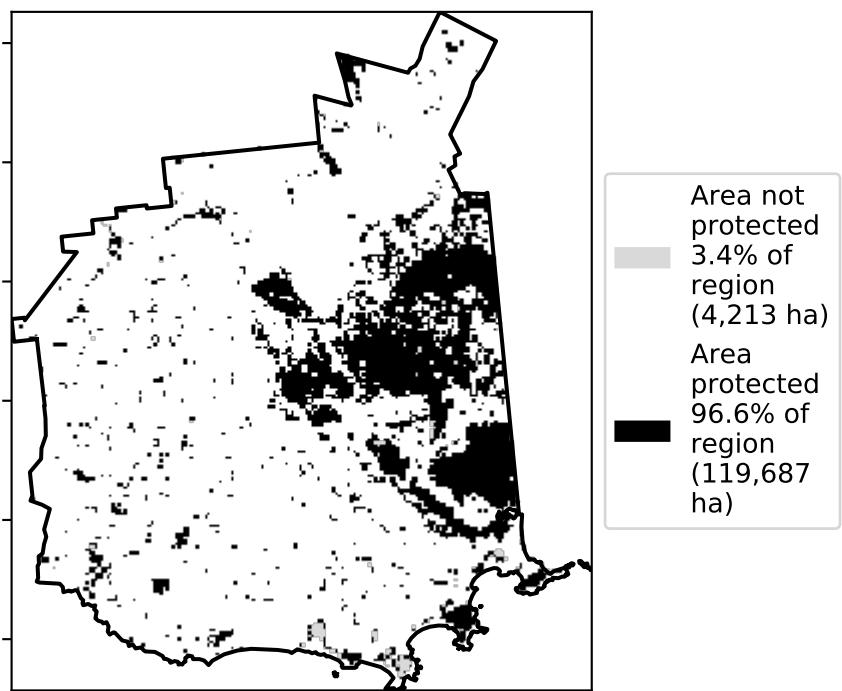 Area not
protected
3.4% of
region
(4,213 ha)
Area
protected
96.6% of
region
(119,687
ha)